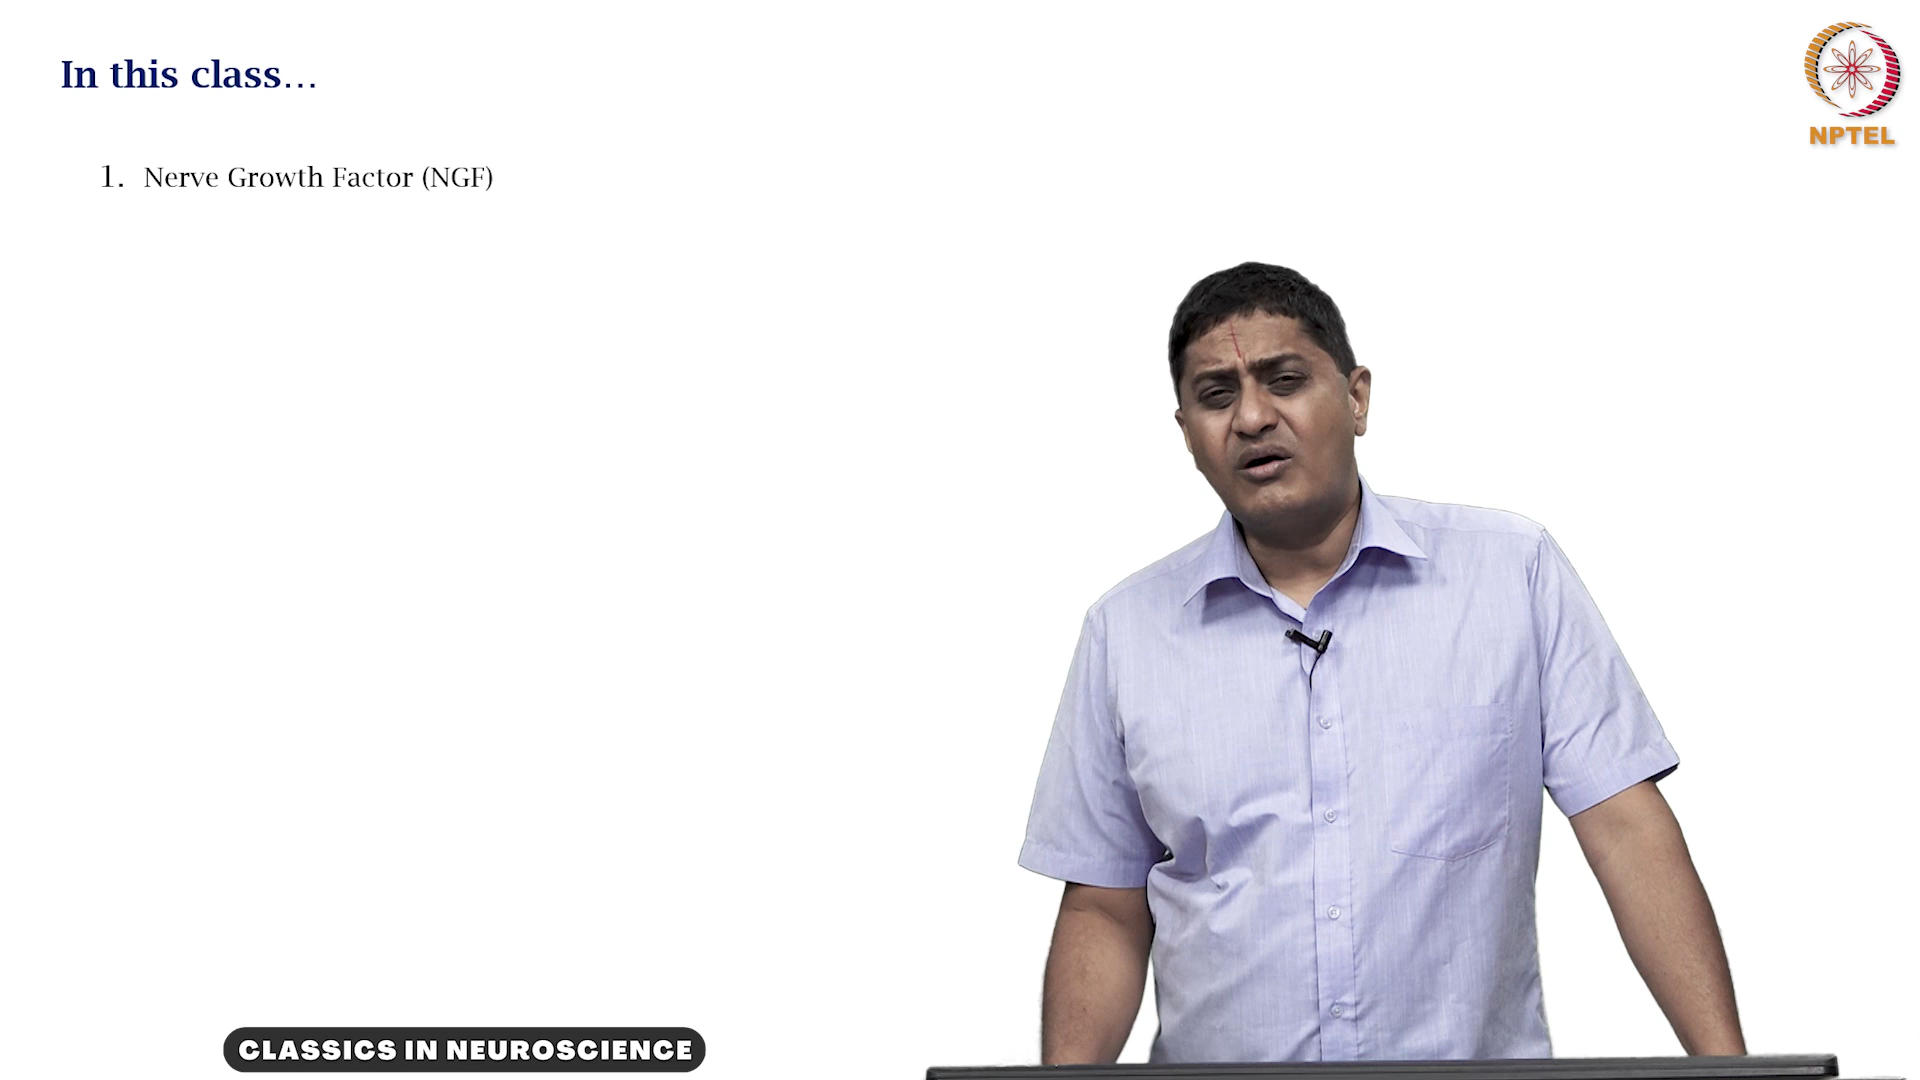 In this class...
NPTEL
1. Nerve Growth Factor (NGF)
CLASSICS IN NEUROSCIENCE